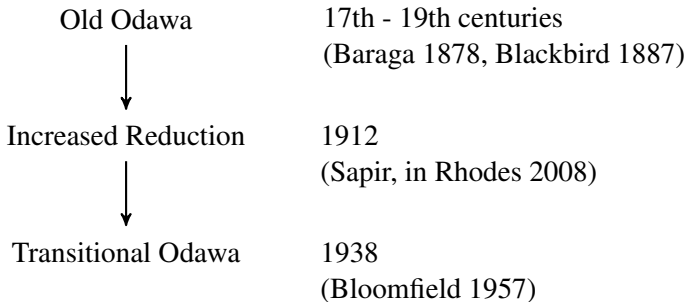 Old Odawa 17th - 19th centuries
(Baraga 1878, Blackbird 1887)
Increased Reduction 1912
(Sapir, in Rhodes 2008)
Transitional Odawa 1938
(Bloomfield 1957)